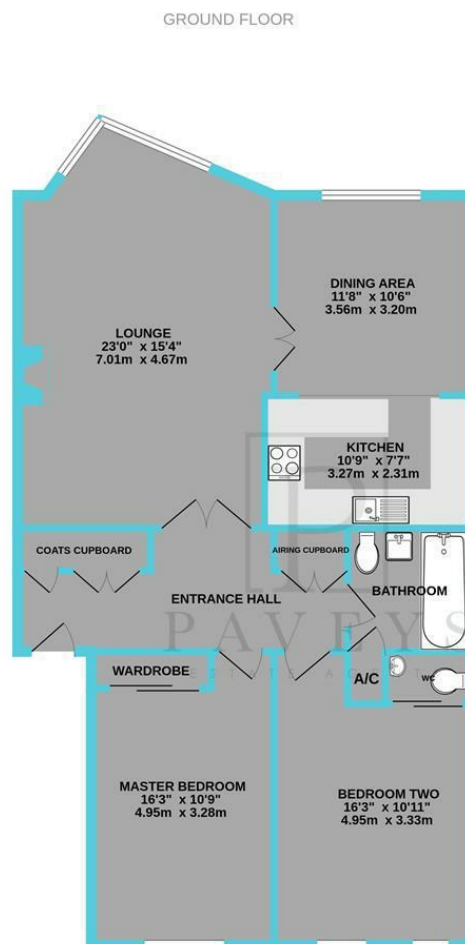 GROUND FLOOR
DINING AREA
11'8" x 10'6"
3.56m x 3.20m
LOUNGE
23'0" x 15'4"
7.01m x 4.67m
KITCHEN
10'9" x 7'7"
3.27m x 2.31m
COATS CUPBOARD
AIRING CUPBOARD
BATHROOM
ENTRANCE HALL
PAVEYS
ESTATE AGENTS
WARDROBE
A/C
WC
MASTER BEDROOM
16'3" x 10'9"
4.95m x 3.28m
BEDROOM TWO
16'3" x 10'11"
4.95m x 3.33m